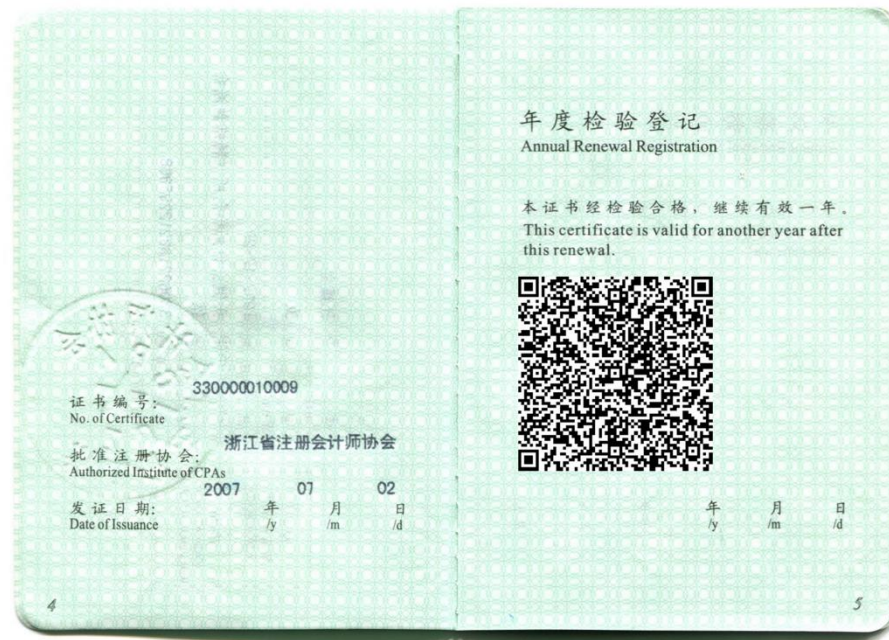 证书编号:
330000010009
No. of Certificate
批准注册协会:
浙江省注册会计师协会
Authorized Institute of CPAs
发证日期: 2007 年 07 月 02 日
Date of Issuance /y /m /d
4
年度检验登记
Annual Renewal Registration
本证书经检验合格，继续有效一年。
This certificate is valid for another year after
this renewal.
年 月 日
/y /m /d
5